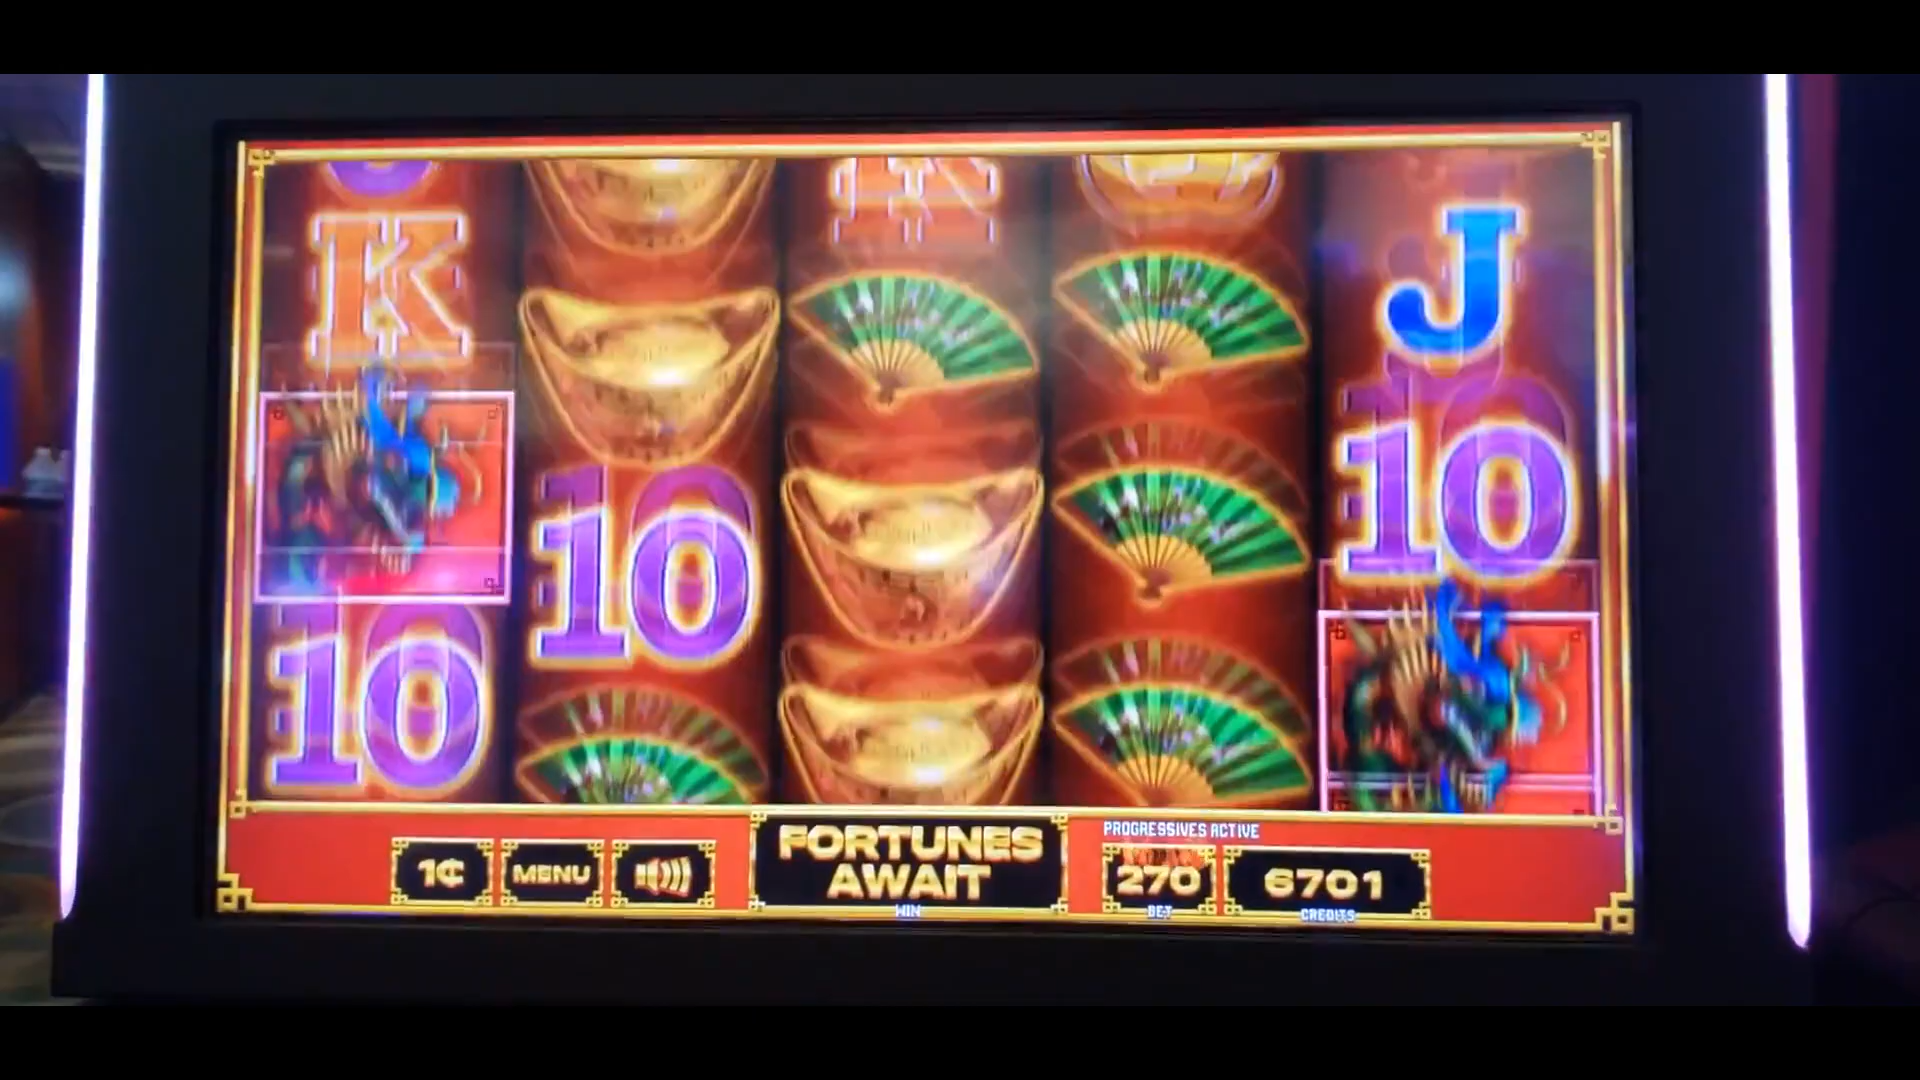 K
J
10
10
10
PROGRESSIVES ACTIVE
1¢ MENU
FORTUNES
AWAIT
270
6701
WIN
BET
CREDITS